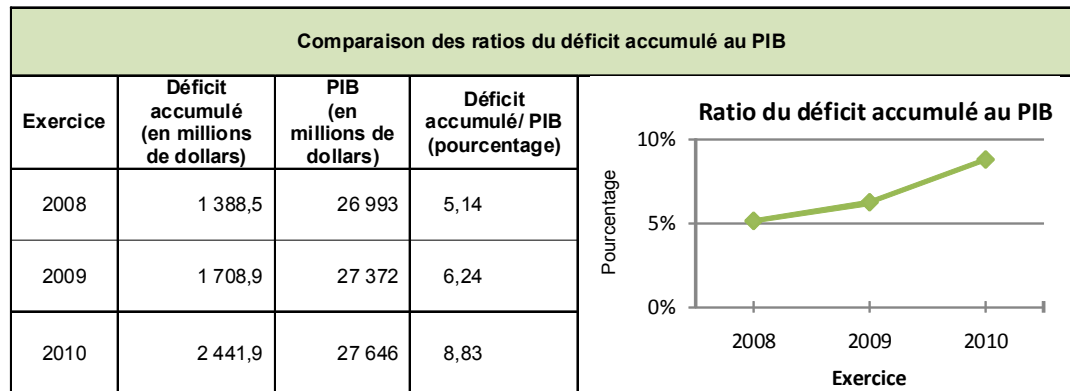 Comparaison des ratios du déficit accumulé au PIB
Exercice
Déficit
accumulé
(en millions
de dollars)
PIB
(en
millions de
dollars)
Déficit
accumulé/ PIB
(pourcentage)
2008
1 388,5
26 993
5,14
2009
1 708,9
27 372
6,24
2010
2 441,9
27 646
8,83
Ratio du déficit accumulé au PIB
10%
5%
0%
Pourcentage
2008
2009
2010
Exercice